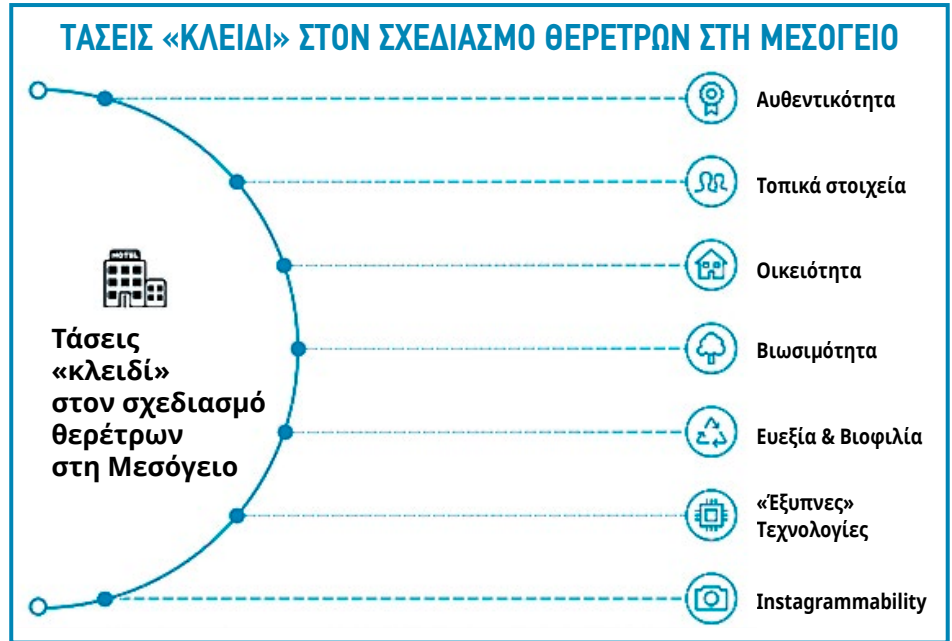 ΤΑΣΕΙΣ «ΚΛΕΙΔΙ» ΣΤΟΝ ΣΧΕΔΙΑΣΜΟ ΘΕΡΕΤΡΩΝ ΣΤΗ ΜΕΣΟΓΕΙΟ
Αυθεντικότητα
Τοπικά στοιχεία
HOTEL
Οικειότητα
Τάσεις
«κλειδί»
στον σχεδιασμό
θερέτρων
στη Μεσόγειο
Βιωσιμότητα
Ευεξία & Βιοφιλία
«Έξυπνες»
Τεχνολογίες
Instagrammability